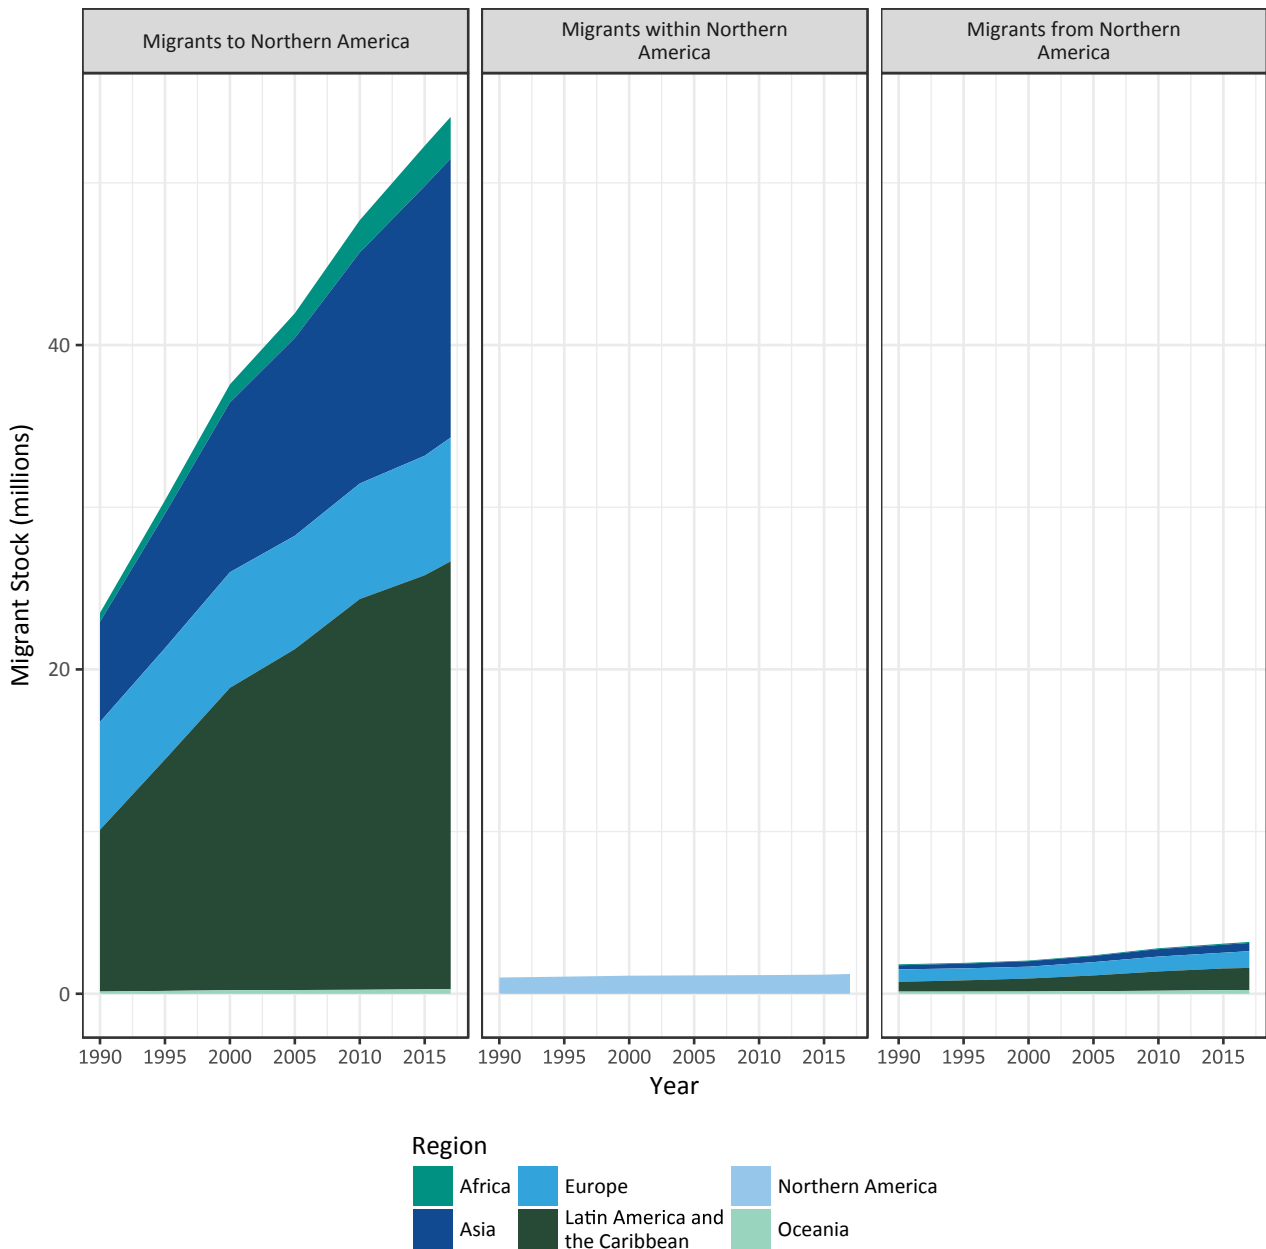 Migrants to Northern America
Migrants within Northern
America
Migrants from Northern
America
Migrant Stock (millions)
40
20
0
1990 1995 2000 2005 2010 2015
1990 1995 2000 2005 2010 2015
1990 1995 2000 2005 2010 2015
Year
Region
Africa
Europe
Northern America
Asia
Latin America and
the Caribbean
Oceania